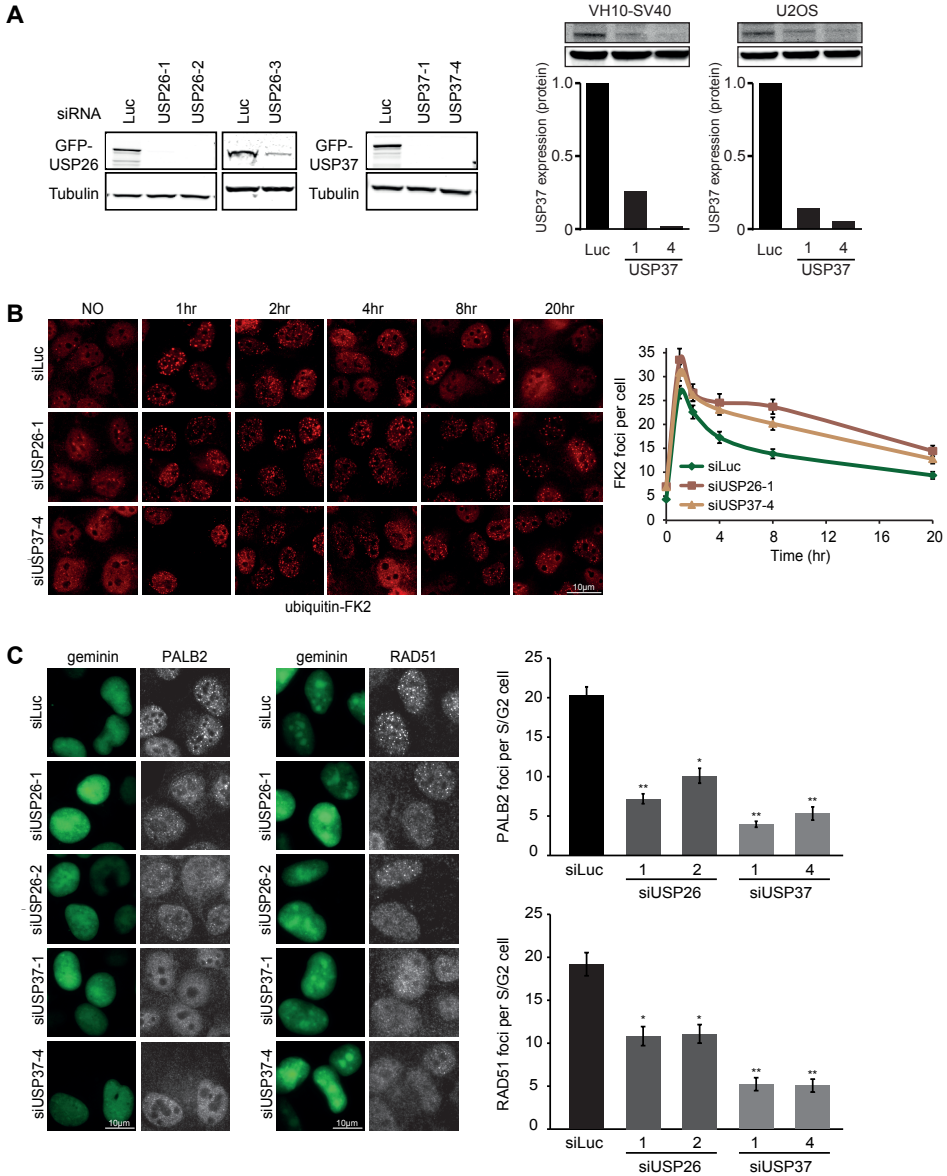 A
siRNA
Luc
USP26-1
USP26-2
Luc
USP26-3
Luc
USP37-1
USP37-4
GFP-
USP26
GFP-
USP37
Tubulin
Tubulin
VH10-SV40
U2OS
USP37 expression (protein)
1.0
0.5
0
Luc
1
4
USP37
USP37 expression (protein)
1.0
0.5
0
Luc
1
4
USP37
B
NO
1hr
2hr
4hr
8hr
20hr
siLuc
siUSP26-1
siUSP37-4
10µm
ubiquitin-FK2
FK2 foci per cell
35
30
25
20
15
10
5
0
siLuc
siUSP26-1
siUSP37-4
0
4
8
12
16
20
Time (hr)
C
geminin
PALB2
geminin
RAD51
siLuc
siUSP26-1
siUSP26-2
siUSP37-1
siUSP37-4
10µm
siLuc
siUSP26-1
siUSP26-2
siUSP37-1
siUSP37-4
10µm
PALB2 foci per S/G2 cell
25
20
15
10
5
0
**
*
**
**
siLuc
1
2
1
4
siUSP26
siUSP37
RAD51 foci per S/G2 cell
25
20
15
10
5
0
*
*
**
**
siLuc
1
2
1
4
siUSP26
siUSP37